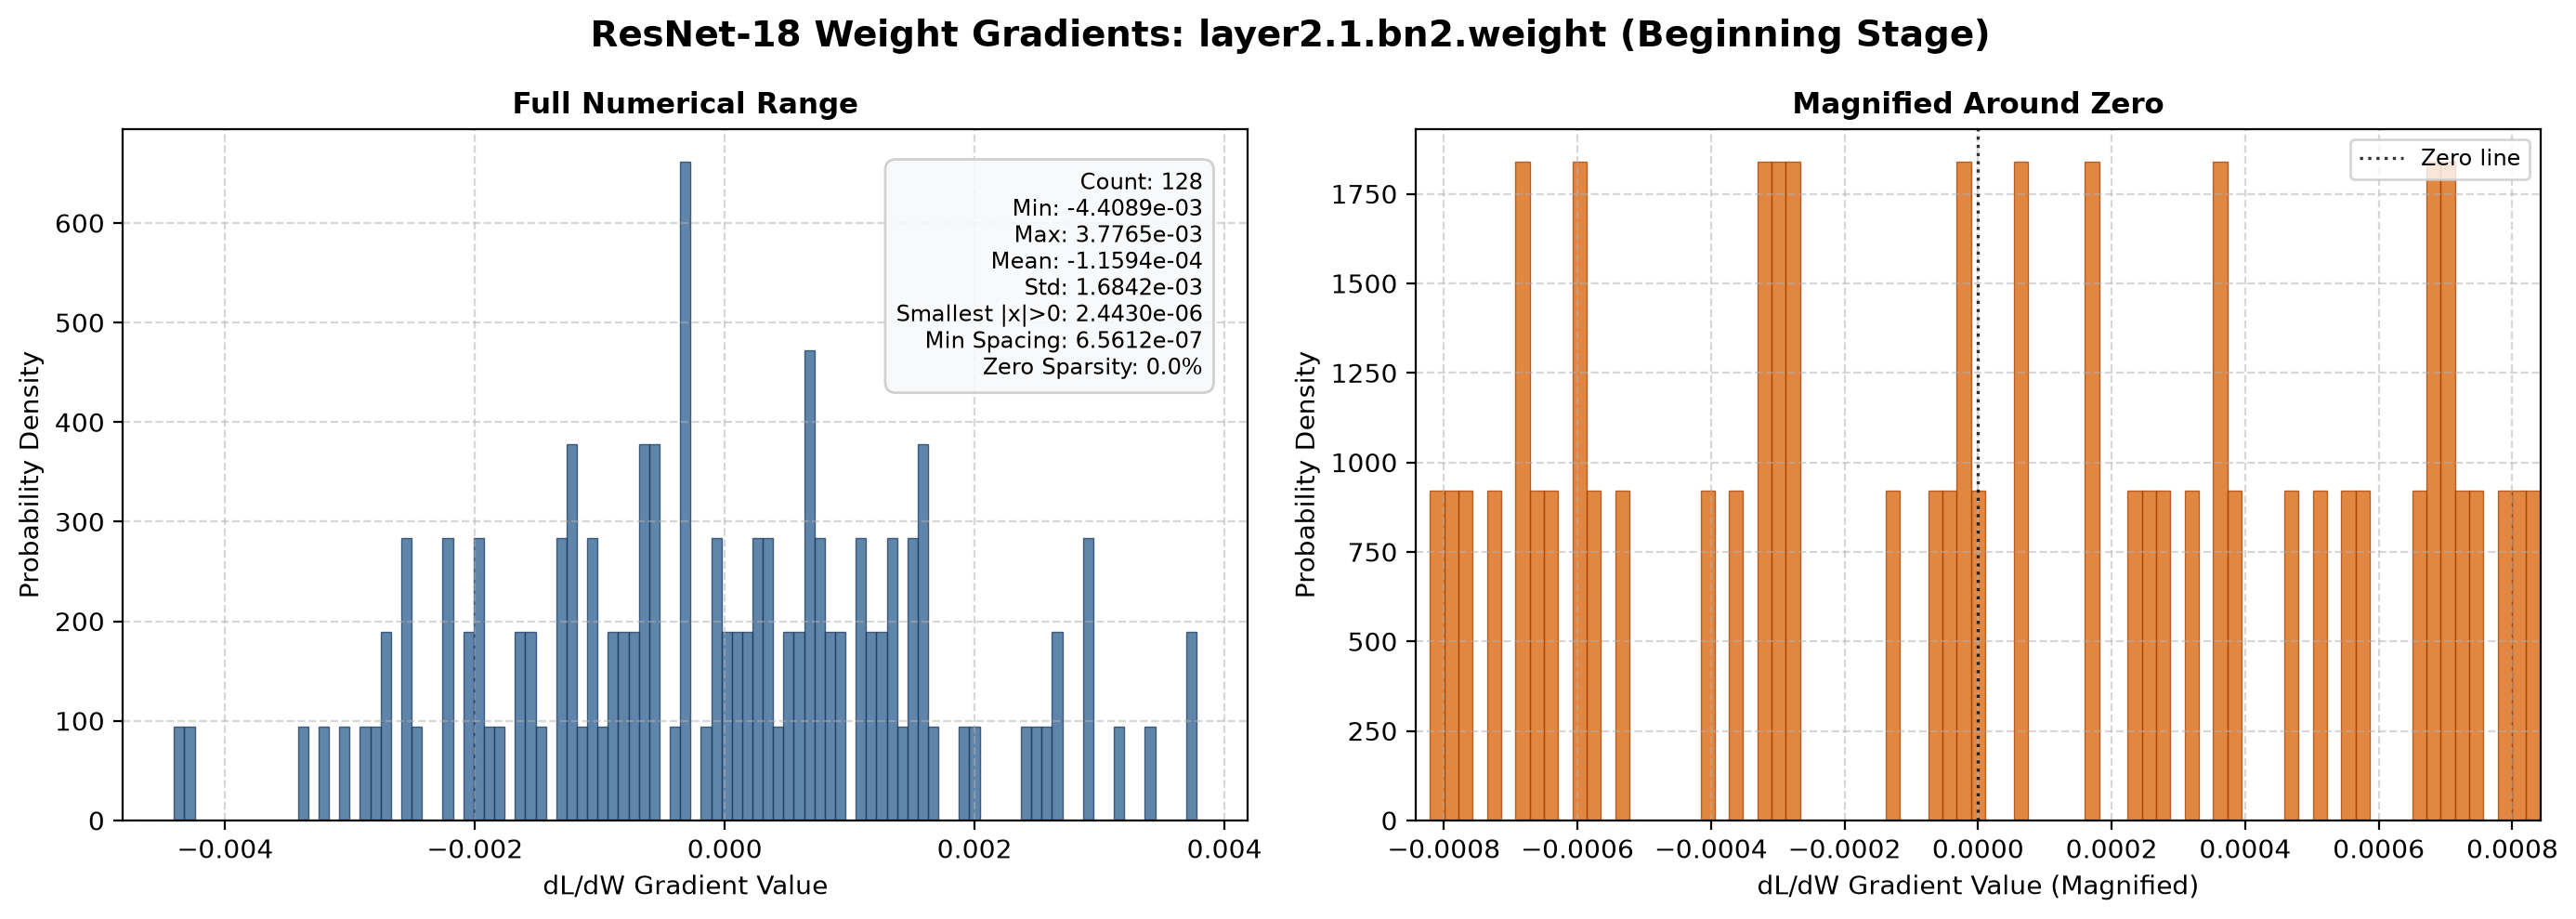 ResNet-18 Weight Gradients: layer2.1.bn2.weight (Beginning Stage)
Full Numerical Range
Probability Density
600
500
400
300
200
100
0
Count: 128
Min: -4.4089e-03
Max: 3.7765e-03
Mean: -1.1594e-04
Std: 1.6842e-03
Smallest |x|>0: 2.4430e-06
Min Spacing: 6.5612e-07
Zero Sparsity: 0.0%
−0.004 −0.002 0.000 0.002 0.004
dL/dW Gradient Value
Magnified Around Zero
Probability Density
1750
1500
1250
1000
750
500
250
0
Zero line
−0.0008 −0.0006 −0.0004 −0.0002 0.0000 0.0002 0.0004 0.0006 0.0008
dL/dW Gradient Value (Magnified)